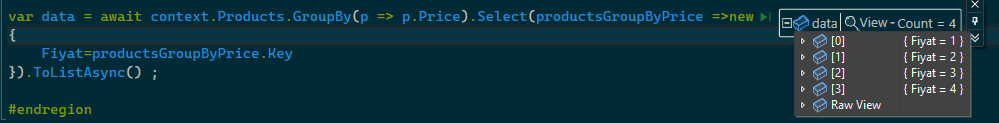 var data = await context.Products.GroupBy(p => p.Price).Select(productsGroupByPrice =>new
{
    Fiyat=productsGroupByPrice.Key
}).ToListAsync() ;
#endregion
data View - Count = 4
[0] { Fiyat = 1 }
[1] { Fiyat = 2 }
[2] { Fiyat = 3 }
[3] { Fiyat = 4 }
Raw View